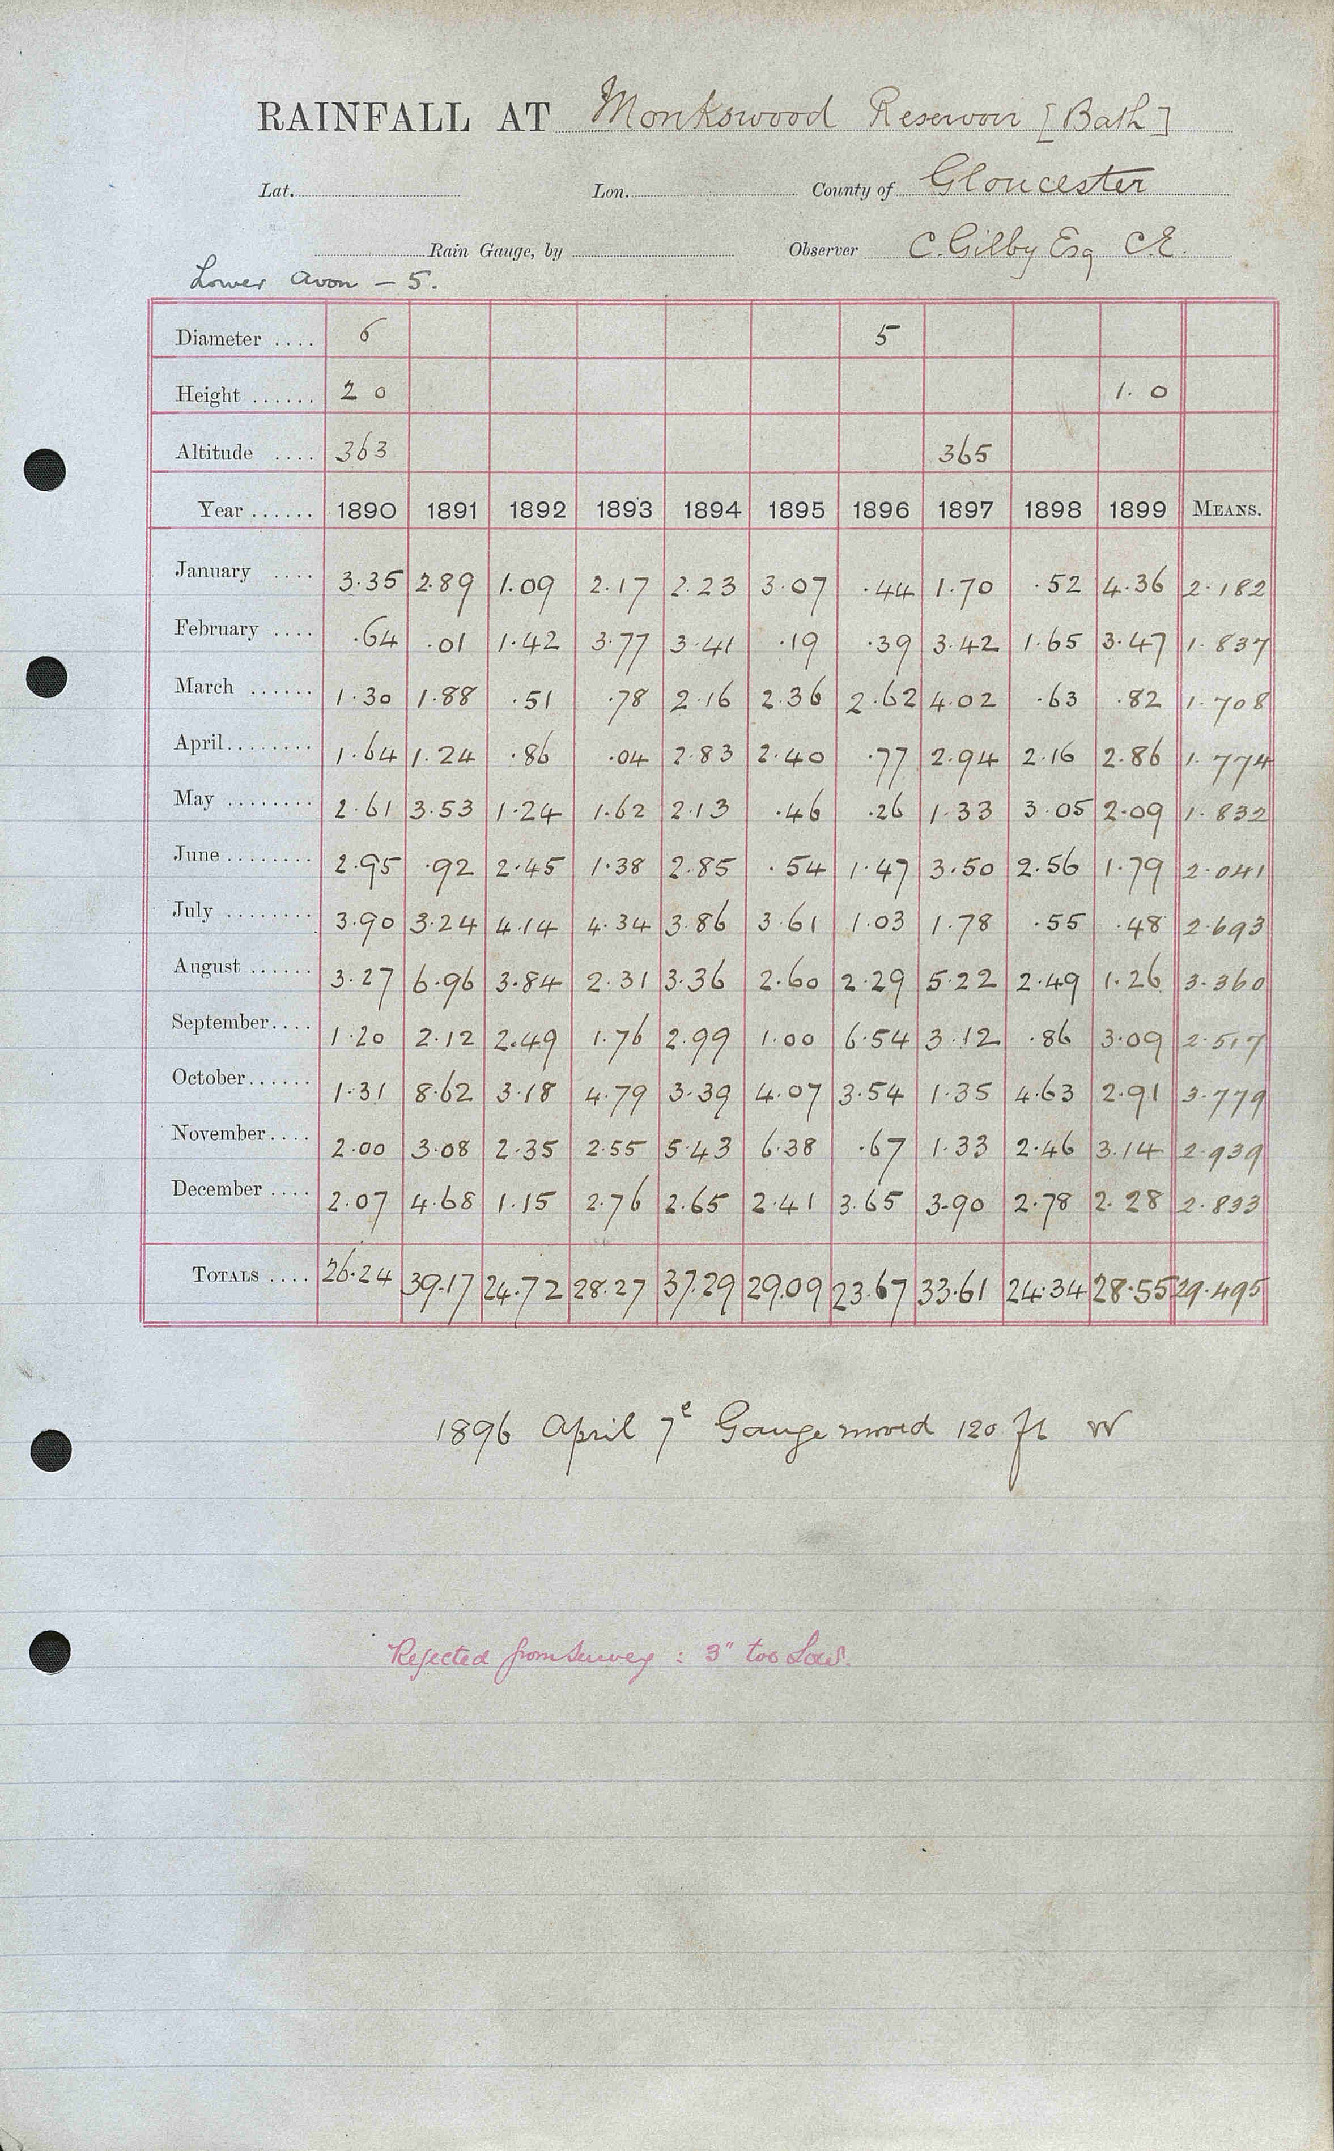 RAINFALL AT Monkswood Reservoir [Bath]
Lat. Lon. County of Gloucester
Rain Gauge, by Observer C. Gilby Esq C.E.
Lower Avon - 5.
Diameter .... 6 5
Height ...... 2 0 1. 0
Altitude .... 363 365
Year ...... 1890 1891 1892 1893 1894 1895 1896 1897 1898 1899 MEANS.
January .... 3.35 2.89 1.09 2.17 2.23 3.07 .44 1.70 .52 4.36 2.182
February .... .64 .01 1.42 3.77 3.41 .19 .39 3.42 1.65 3.47 1.837
March ...... 1.30 1.88 .51 .78 2.16 2.36 2.62 4.02 .63 .82 1.708
April........ 1.64 1.24 .86 .04 2.83 2.40 .77 2.94 2.16 2.86 1.774
May ........ 2.61 3.53 1.24 1.62 2.13 .46 .26 1.33 3.05 2.09 1.832
June ........ 2.95 .92 2.45 1.38 2.85 .54 1.47 3.50 2.56 1.79 2.041
July ........ 3.90 3.24 4.14 4.34 3.86 3.61 1.03 1.78 .55 .48 2.693
August ...... 3.27 6.96 3.84 2.31 3.36 2.60 2.29 5.22 2.49 1.26 3.360
September.... 1.20 2.12 2.49 1.76 2.99 1.00 6.54 3.12 .86 3.09 2.517
October...... 1.31 8.62 3.18 4.79 3.39 4.07 3.54 1.35 4.63 2.91 3.779
November.... 2.00 3.08 2.35 2.55 5.43 6.38 .67 1.33 2.46 3.14 2.939
December .... 2.07 4.68 1.15 2.76 2.65 2.41 3.65 3.90 2.78 2.28 2.833
TOTALS .... 26.24 39.17 24.72 28.27 37.29 29.09 23.67 33.61 24.34 28.55 29.495
1896 April 7e Gauge moved 120 ft W
Rejected from Survey : 3" too Low.